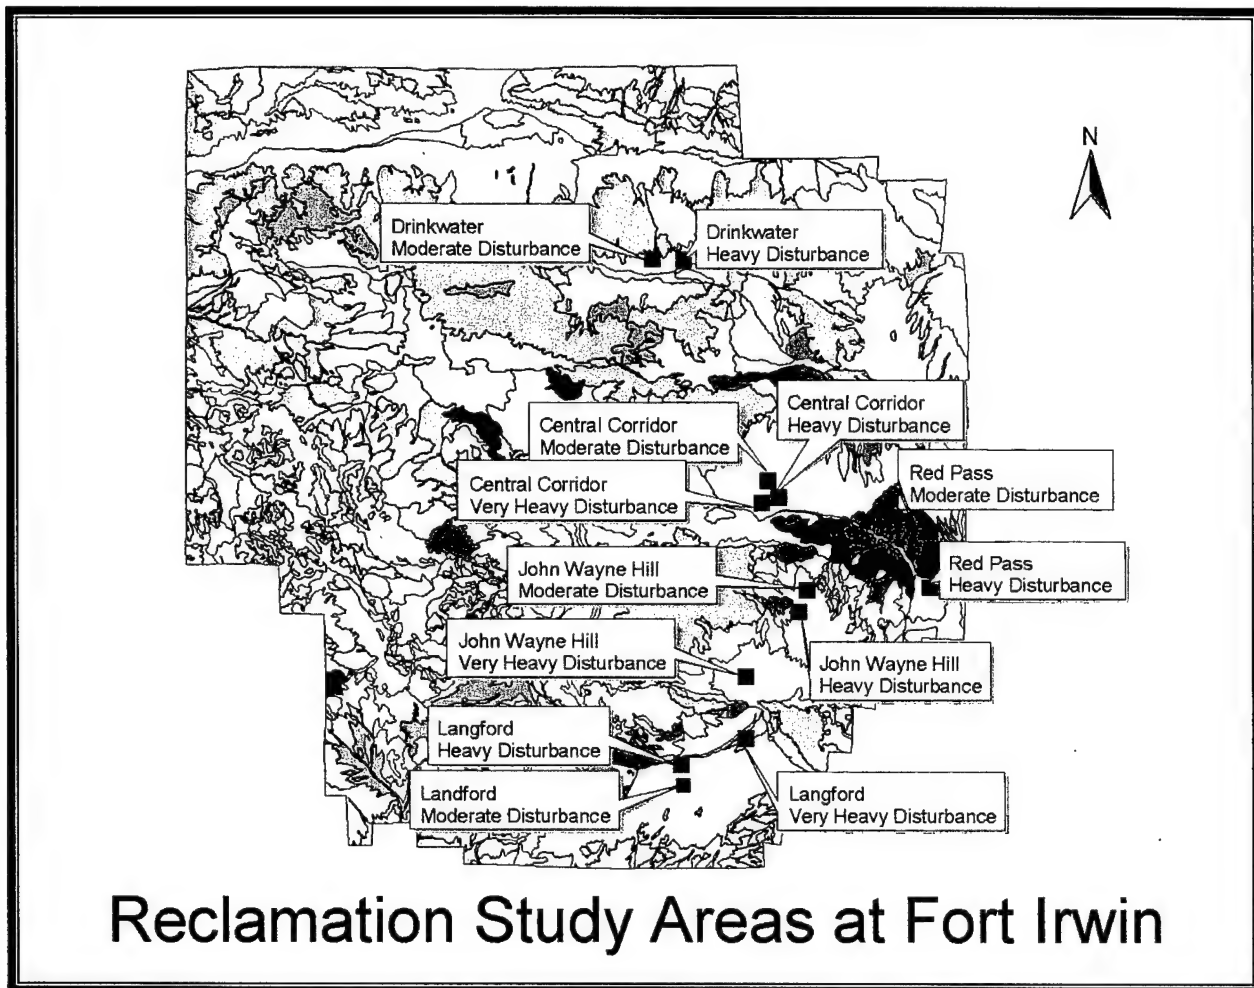 N
Drinkwater
Moderate Disturbance
Drinkwater
Heavy Disturbance
Central Corridor
Heavy Disturbance
Central Corridor
Moderate Disturbance
Central Corridor
Very Heavy Disturbance
Red Pass
Moderate Disturbance
Red Pass
Heavy Disturbance
John Wayne Hill
Moderate Disturbance
John Wayne Hill
Very Heavy Disturbance
John Wayne Hill
Heavy Disturbance
Langford
Heavy Disturbance
Landford
Moderate Disturbance
Langford
Very Heavy Disturbance
Reclamation Study Areas at Fort Irwin